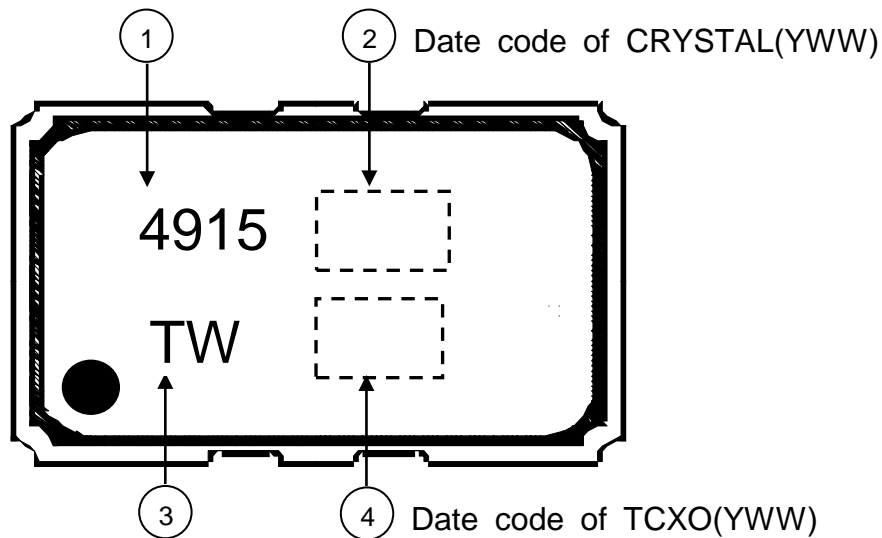 1
2 Date code of CRYSTAL(YWW)
4915
TW
3
4 Date code of TCXO(YWW)